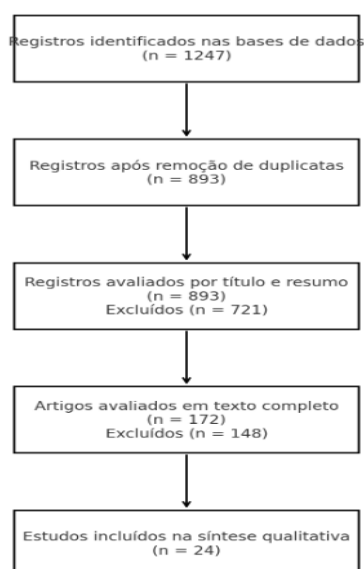 Registros identificados nas bases de dados
(n = 1247)
Registros após remoção de duplicatas
(n = 893)
Registros avaliados por título e resumo
(n = 893)
Excluídos (n = 721)
Artigos avaliados em texto completo
(n = 172)
Excluídos (n = 148)
Estudos incluídos na síntese qualitativa
(n = 24)